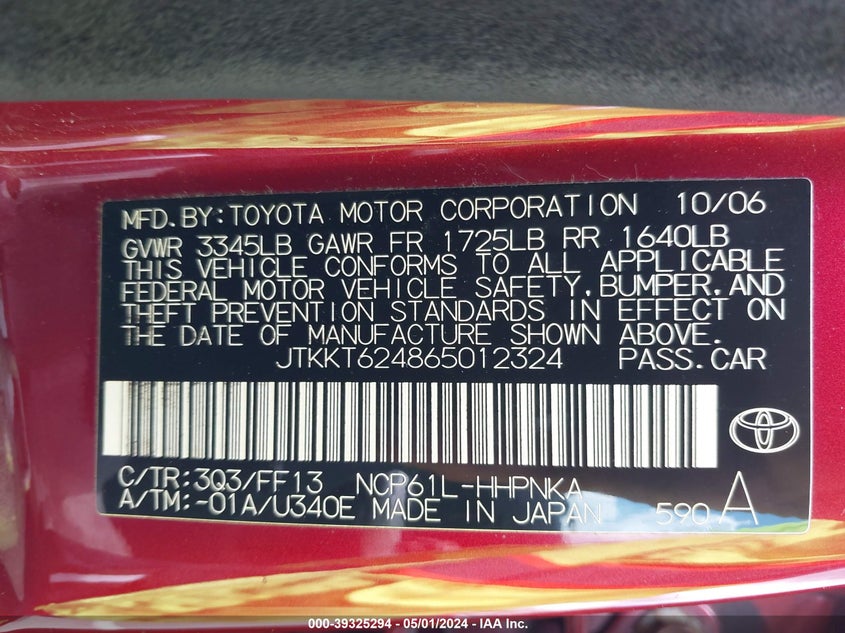 MFD.BY:TOYOTA MOTOR CORPORATION 10/06
GVWR 3345LB GAWR FR 1725LB RR 1640LB
THIS VEHICLE CONFORMS TO ALL APPLICABLE
FEDERAL MOTOR VEHICLE SAFETY,BUMPER,AND
THEFT PREVENTION STANDARDS IN EFFECT ON
THE DATE OF MANUFACTURE SHOWN ABOVE.
JTKKT624865012324 PASS.CAR
C/TR:3Q3/FF13 NCP61L-HHPNKA
A/TM:-01A/U340E MADE IN JAPAN 590 A
000-39325294 - 05/01/2024 - IAA Inc.